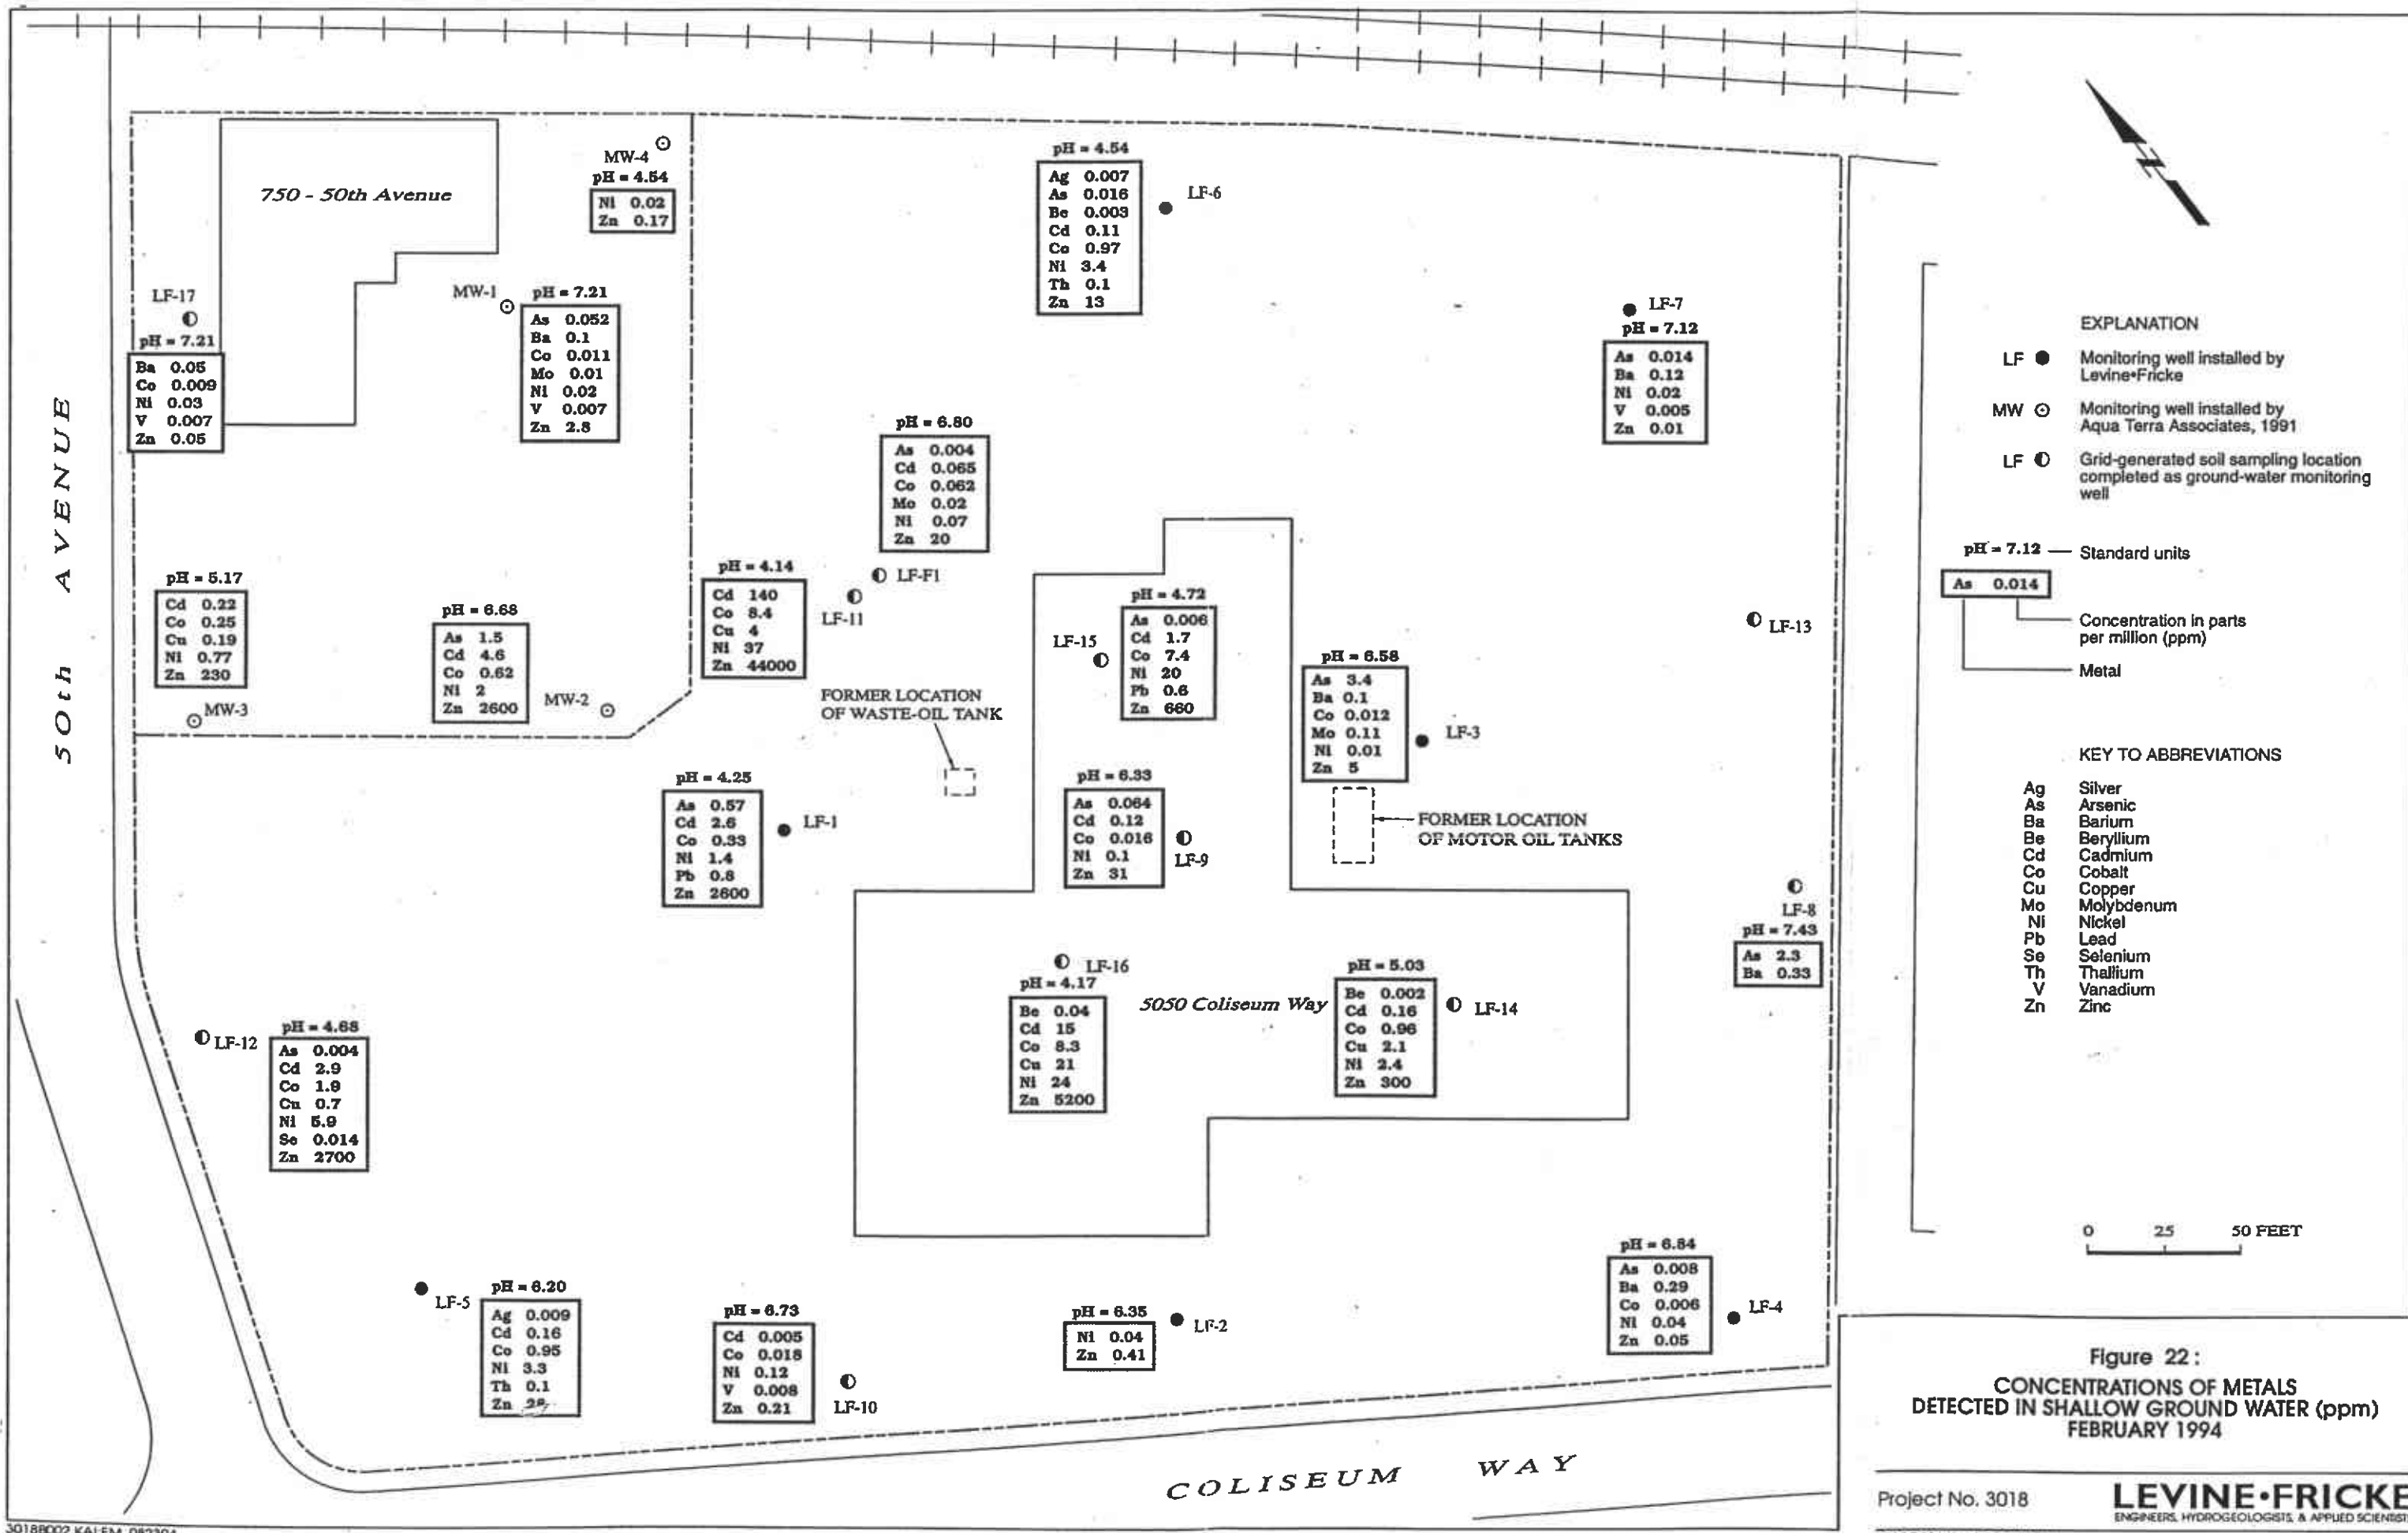 750 - 50th Avenue
MW-4
pH = 4.54
Ni 0.02
Zn 0.17
LF-17
pH = 7.21
Ba 0.05
Co 0.009
Ni 0.03
V 0.007
Zn 0.05
MW-1
pH = 7.21
As 0.052
Ba 0.1
Co 0.011
Mo 0.01
Ni 0.02
V 0.007
Zn 2.8
pH = 4.54
Ag 0.007
As 0.016
Be 0.003
Cd 0.11
Co 0.97
Ni 3.4
Th 0.1
Zn 13
LF-6
LF-7
pH = 7.12
As 0.014
Ba 0.12
Ni 0.02
V 0.005
Zn 0.01
50th AVENUE
pH = 6.80
As 0.004
Cd 0.065
Co 0.062
Mo 0.02
Ni 0.07
Zn 20
LF-F1
pH = 5.17
Cd 0.22
Co 0.25
Cu 0.19
Ni 0.77
Zn 230
MW-3
pH = 6.68
As 1.5
Cd 4.6
Co 0.62
Ni 2
Zn 2600
MW-2
pH = 4.14
Cd 140
Co 8.4
Cu 4
Ni 37
Zn 44000
LF-11
FORMER LOCATION
OF WASTE-OIL TANK
LF-15
pH = 4.72
As 0.006
Cd 1.7
Co 7.4
Ni 20
Pb 0.6
Zn 660
pH = 6.58
As 3.4
Ba 0.1
Co 0.012
Mo 0.11
Ni 0.01
Zn 5
LF-3
LF-13
pH = 4.25
As 0.57
Cd 2.6
Co 0.33
Ni 1.4
Pb 0.8
Zn 2600
LF-1
pH = 6.33
As 0.064
Cd 0.12
Co 0.016
Ni 0.1
Zn 31
LF-9
FORMER LOCATION
OF MOTOR OIL TANKS
LF-8
pH = 7.43
As 2.3
Ba 0.33
LF-16
pH = 4.17
Be 0.04
Cd 15
Co 8.3
Cu 21
Ni 24
Zn 5200
5050 Coliseum Way
pH = 5.03
Be 0.002
Cd 0.16
Co 0.96
Cu 2.1
Ni 2.4
Zn 300
LF-14
LF-12
pH = 4.68
As 0.004
Cd 2.9
Co 1.9
Cu 0.7
Ni 5.9
Se 0.014
Zn 2700
LF-5
pH = 6.20
Ag 0.009
Cd 0.16
Co 0.95
Ni 3.3
Th 0.1
Zn
pH = 6.73
Cd 0.005
Co 0.018
Ni 0.12
V 0.008
Zn 0.21
LF-10
pH = 6.35
Ni 0.04
Zn 0.41
LF-2
pH = 6.84
As 0.008
Ba 0.29
Co 0.006
Ni 0.04
Zn 0.05
LF-4
COLISEUM WAY
EXPLANATION
LF Monitoring well installed by
Levine•Fricke
MW Monitoring well installed by
Aqua Terra Associates, 1991
LF Grid-generated soil sampling location
completed as ground-water monitoring
well
pH = 7.12 Standard units
As 0.014
Concentration in parts
per million (ppm)
Metal
KEY TO ABBREVIATIONS
Ag Silver
As Arsenic
Ba Barium
Be Beryllium
Cd Cadmium
Co Cobalt
Cu Copper
Mo Molybdenum
Ni Nickel
Pb Lead
Se Selenium
Th Thallium
V Vanadium
Zn Zinc
0 25 50 FEET
Figure 22 :
CONCENTRATIONS OF METALS
DETECTED IN SHALLOW GROUND WATER (ppm)
FEBRUARY 1994
Project No. 3018
LEVINE•FRICKE
ENGINEERS, HYDROGEOLOGISTS, & APPLIED SCIENTISTS